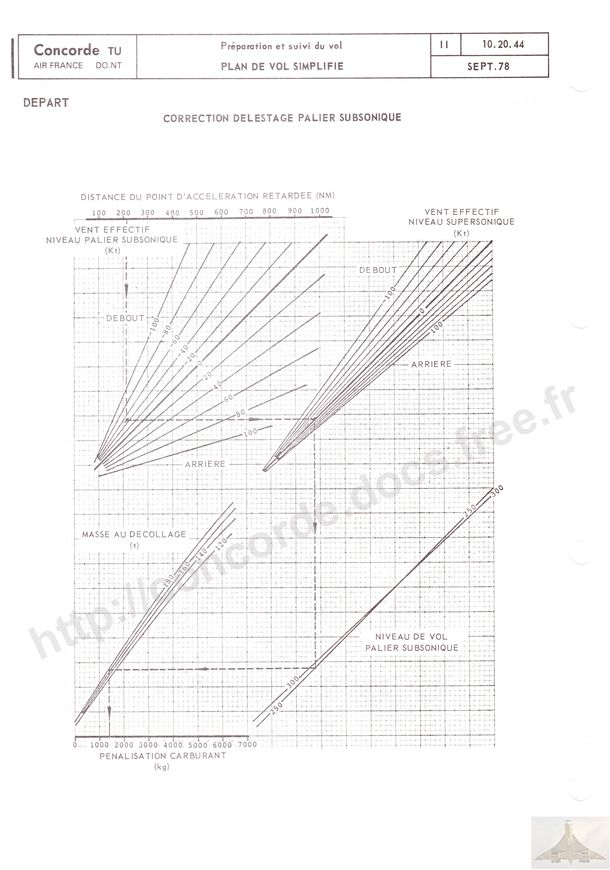 Concorde TU
AIR FRANCE DO.NT
Préparation et suivi du vol
PLAN DE VOL SIMPLIFIE
II
10.20.44
SEPT.78
DEPART
CORRECTION DELESTAGE PALIER SUBSONIQUE
DISTANCE DU POINT D'ACCELERATION RETARDEE (NM)
100 200 300 400 500 600 700 800 900 1000
VENT EFFECTIF
NIVEAU PALIER SUBSONIQUE
(Kt)
VENT EFFECTIF
NIVEAU SUPERSONIQUE
(Kt)
DEBOUT
-100
-80
-60
-40
-20
0
20
40
60
80
100
ARRIERE
DEBOUT
-100
0
100
ARRIERE
MASSE AU DECOLLAGE
(t)
180
160
140
120
250
300
NIVEAU DE VOL
PALIER SUBSONIQUE
300
250
0 1000 2000 3000 4000 5000 6000 7000
PENALISATION CARBURANT
(kg)
http://concorde.docs.free.fr